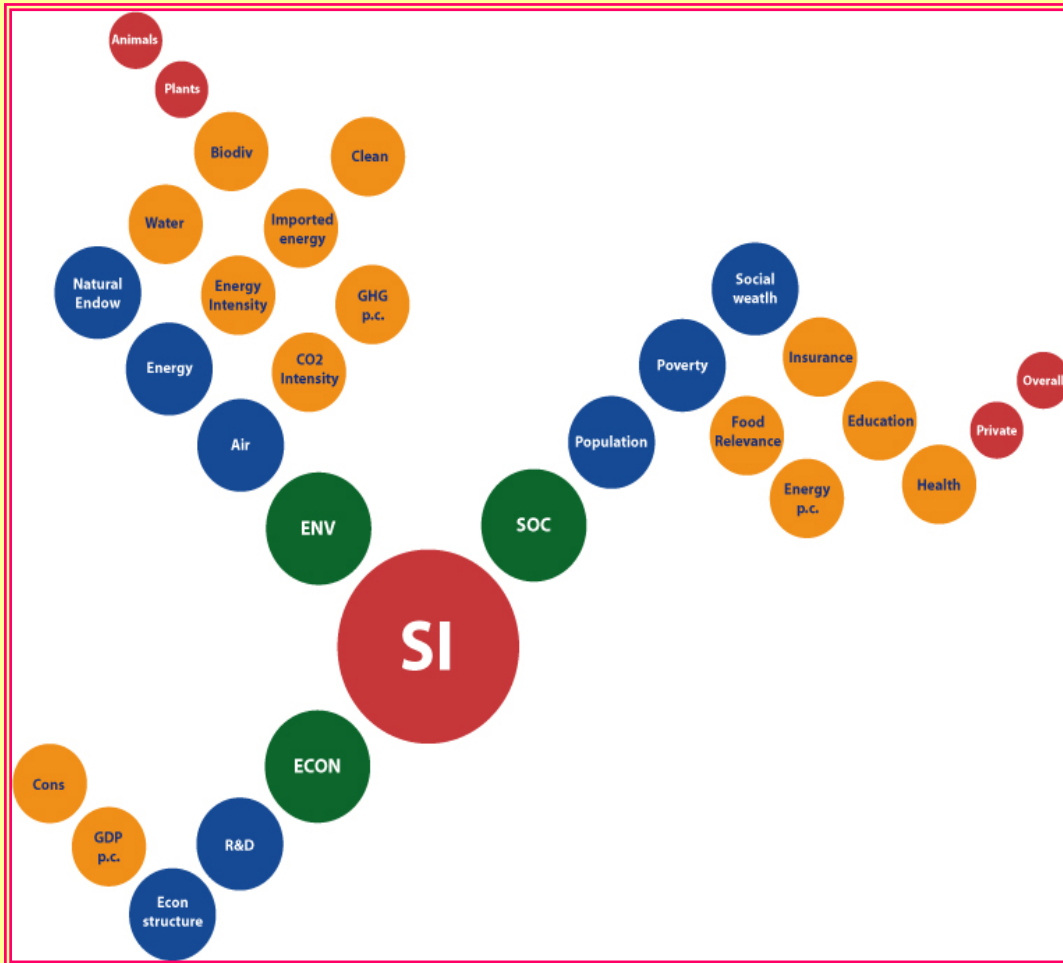 Animals
Plants
Biodiv
Clean
Water
Imported
energy
Natural
Endow
Energy
Intensity
GHG
p.c.
Energy
CO2
Intensity
Air
ENV
Social
weatlh
Poverty
Insurance
Overall
Population
Food
Relevance
Education
Private
Energy
p.c.
Health
SOC
SI
ECON
Cons
GDP
p.c.
R&D
Econ
structure